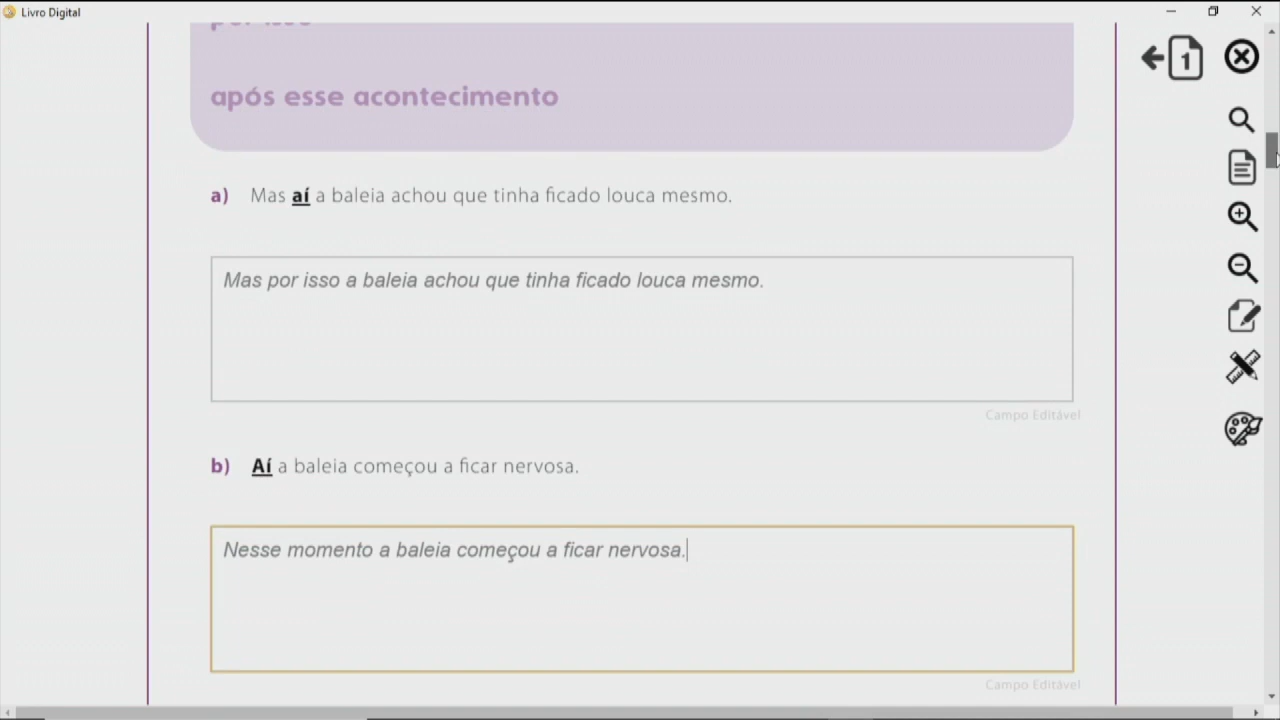 Livro Digital
por isso
após esse acontecimento
1
a) Mas aí a baleia achou que tinha ficado louca mesmo.
Mas por isso a baleia achou que tinha ficado louca mesmo.
Campo Editável
b) Aí a baleia começou a ficar nervosa.
Nesse momento a baleia começou a ficar nervosa.
Campo Editável